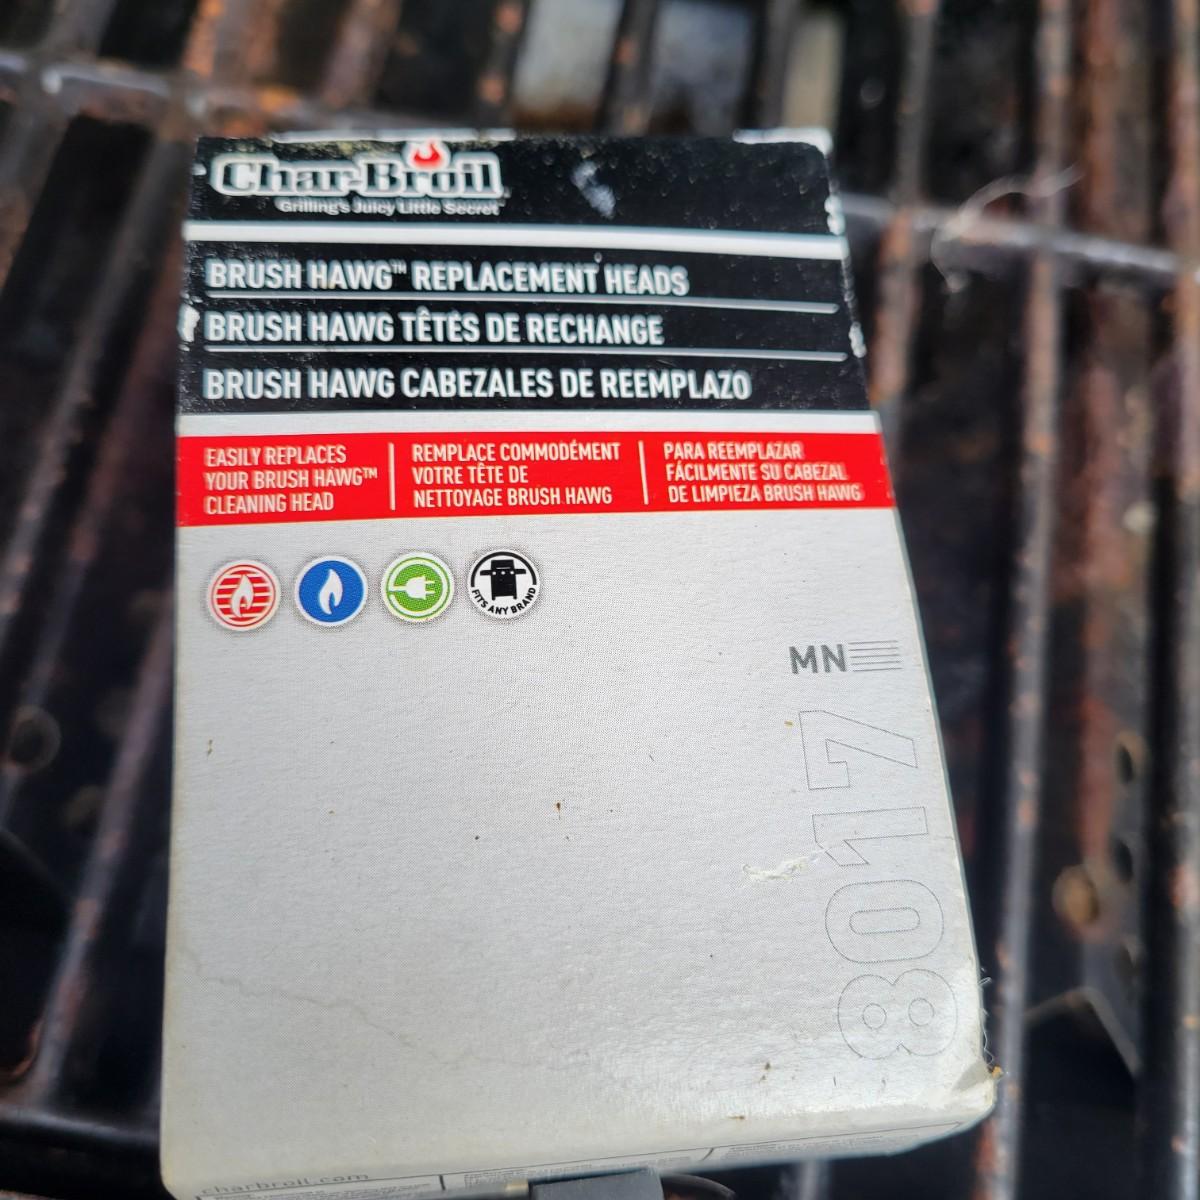 Char-Broil
Grilling's Juicy Little Secret
BRUSH HAWG™ REPLACEMENT HEADS
BRUSH HAWG TÊTES DE RECHANGE
BRUSH HAWG CABEZALES DE REEMPLAZO
EASILY REPLACES
YOUR BRUSH HAWG™
CLEANING HEAD
REMPLACE COMMODÉMENT
VOTRE TÊTE DE
NETTOYAGE BRUSH HAWG
PARA REEMPLAZAR
FÁCILMENTE SU CABEZAL
DE LIMPIEZA BRUSH HAWG
FITS ANY BRAND
MN
8017
charbroil.com